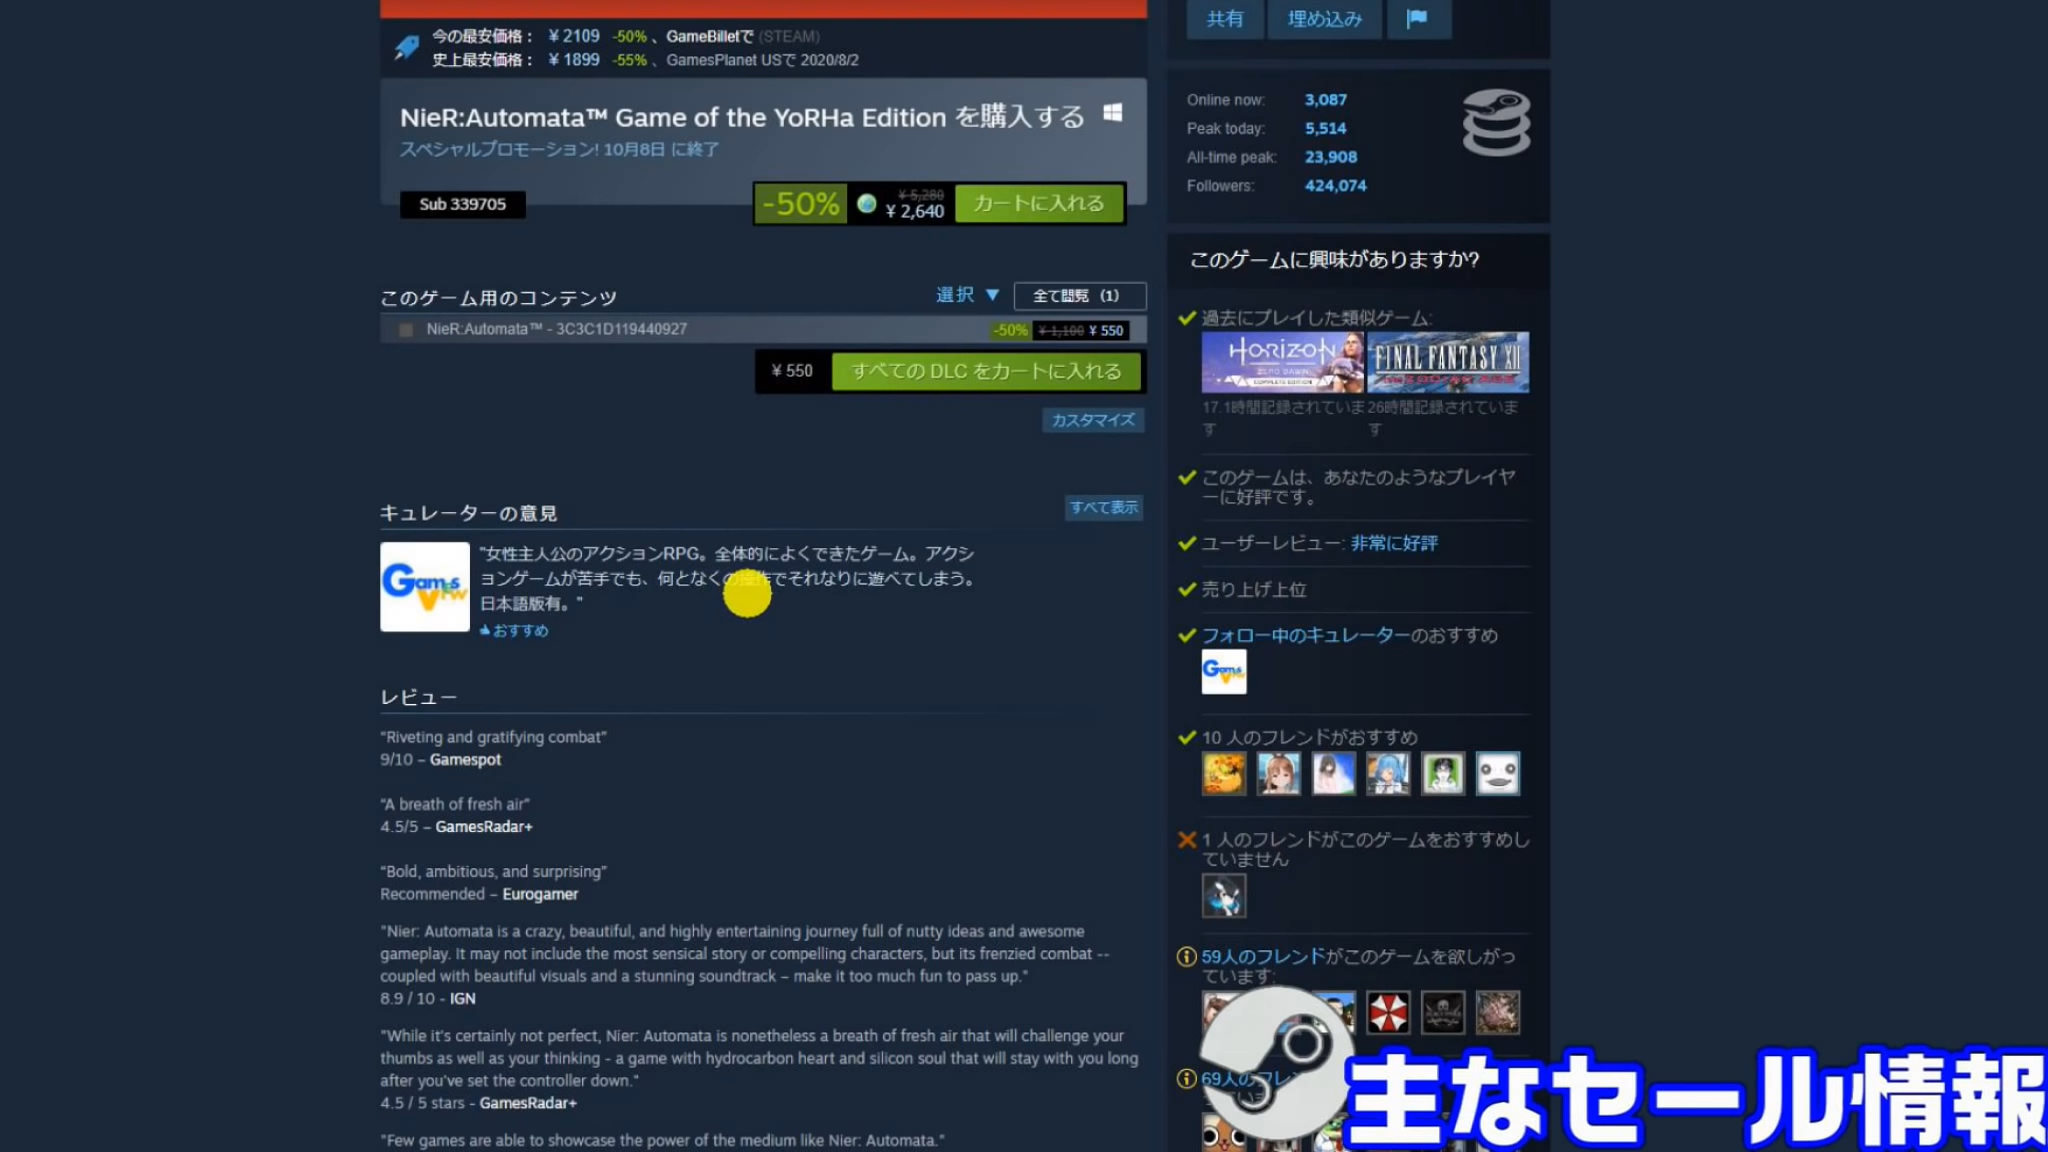 今の最安価格： ¥ 2109 -50% 、GameBilletで (STEAM)
史上最安価格： ¥ 1899 -55% 、GamesPlanet USで 2020/8/2
NieR:Automata™ Game of the YoRHa Edition を購入する
スペシャルプロモーション! 10月8日 に終了
Sub 339705
-50%
¥ 5,280
¥ 2,640
カートに入れる
このゲーム用のコンテンツ
選択 ▼
全て閲覧 (1)
NieR:Automata™ - 3C3C1D119440927
-50% ¥ 1,100 ¥ 550
¥ 550
すべての DLC をカートに入れる
カスタマイズ
キュレーターの意見
すべて表示
"女性主人公のアクションRPG。全体的によくできたゲーム。アクシ
ョンゲームが苦手でも、何となくの操作でそれなりに遊べてしまう。
日本語版有。"
おすすめ
レビュー
“Riveting and gratifying combat”
9/10 – Gamespot
“A breath of fresh air”
4.5/5 – GamesRadar+
“Bold, ambitious, and surprising”
Recommended – Eurogamer
"Nier: Automata is a crazy, beautiful, and highly entertaining journey full of nutty ideas and awesome
gameplay. It may not include the most sensical story or compelling characters, but its frenzied combat --
coupled with beautiful visuals and a stunning soundtrack – make it too much fun to pass up."
8.9 / 10 - IGN
"While it's certainly not perfect, Nier: Automata is nonetheless a breath of fresh air that will challenge your
thumbs as well as your thinking - a game with hydrocarbon heart and silicon soul that will stay with you long
after you've set the controller down."
4.5 / 5 stars - GamesRadar+
"Few games are able to showcase the power of the medium like Nier: Automata."
共有
埋め込み
Online now: 3,087
Peak today: 5,514
All-time peak: 23,908
Followers: 424,074
このゲームに興味がありますか?
過去にプレイした類似ゲーム:
HORIZON
ZERO DAWN
COMPLETE EDITION
FINAL FANTASY XII
17.1時間記録されていま
す
26時間記録されていま
す
このゲームは、あなたのようなプレイヤ
ーに好評です。
ユーザーレビュー: 非常に好評
売り上げ上位
フォロー中のキュレーターのおすすめ
10 人のフレンドがおすすめ
1 人のフレンドがこのゲームをおすすめし
ていません
59人のフレンドがこのゲームを欲しがっ
ています:
69人のフレン
主なセール情報